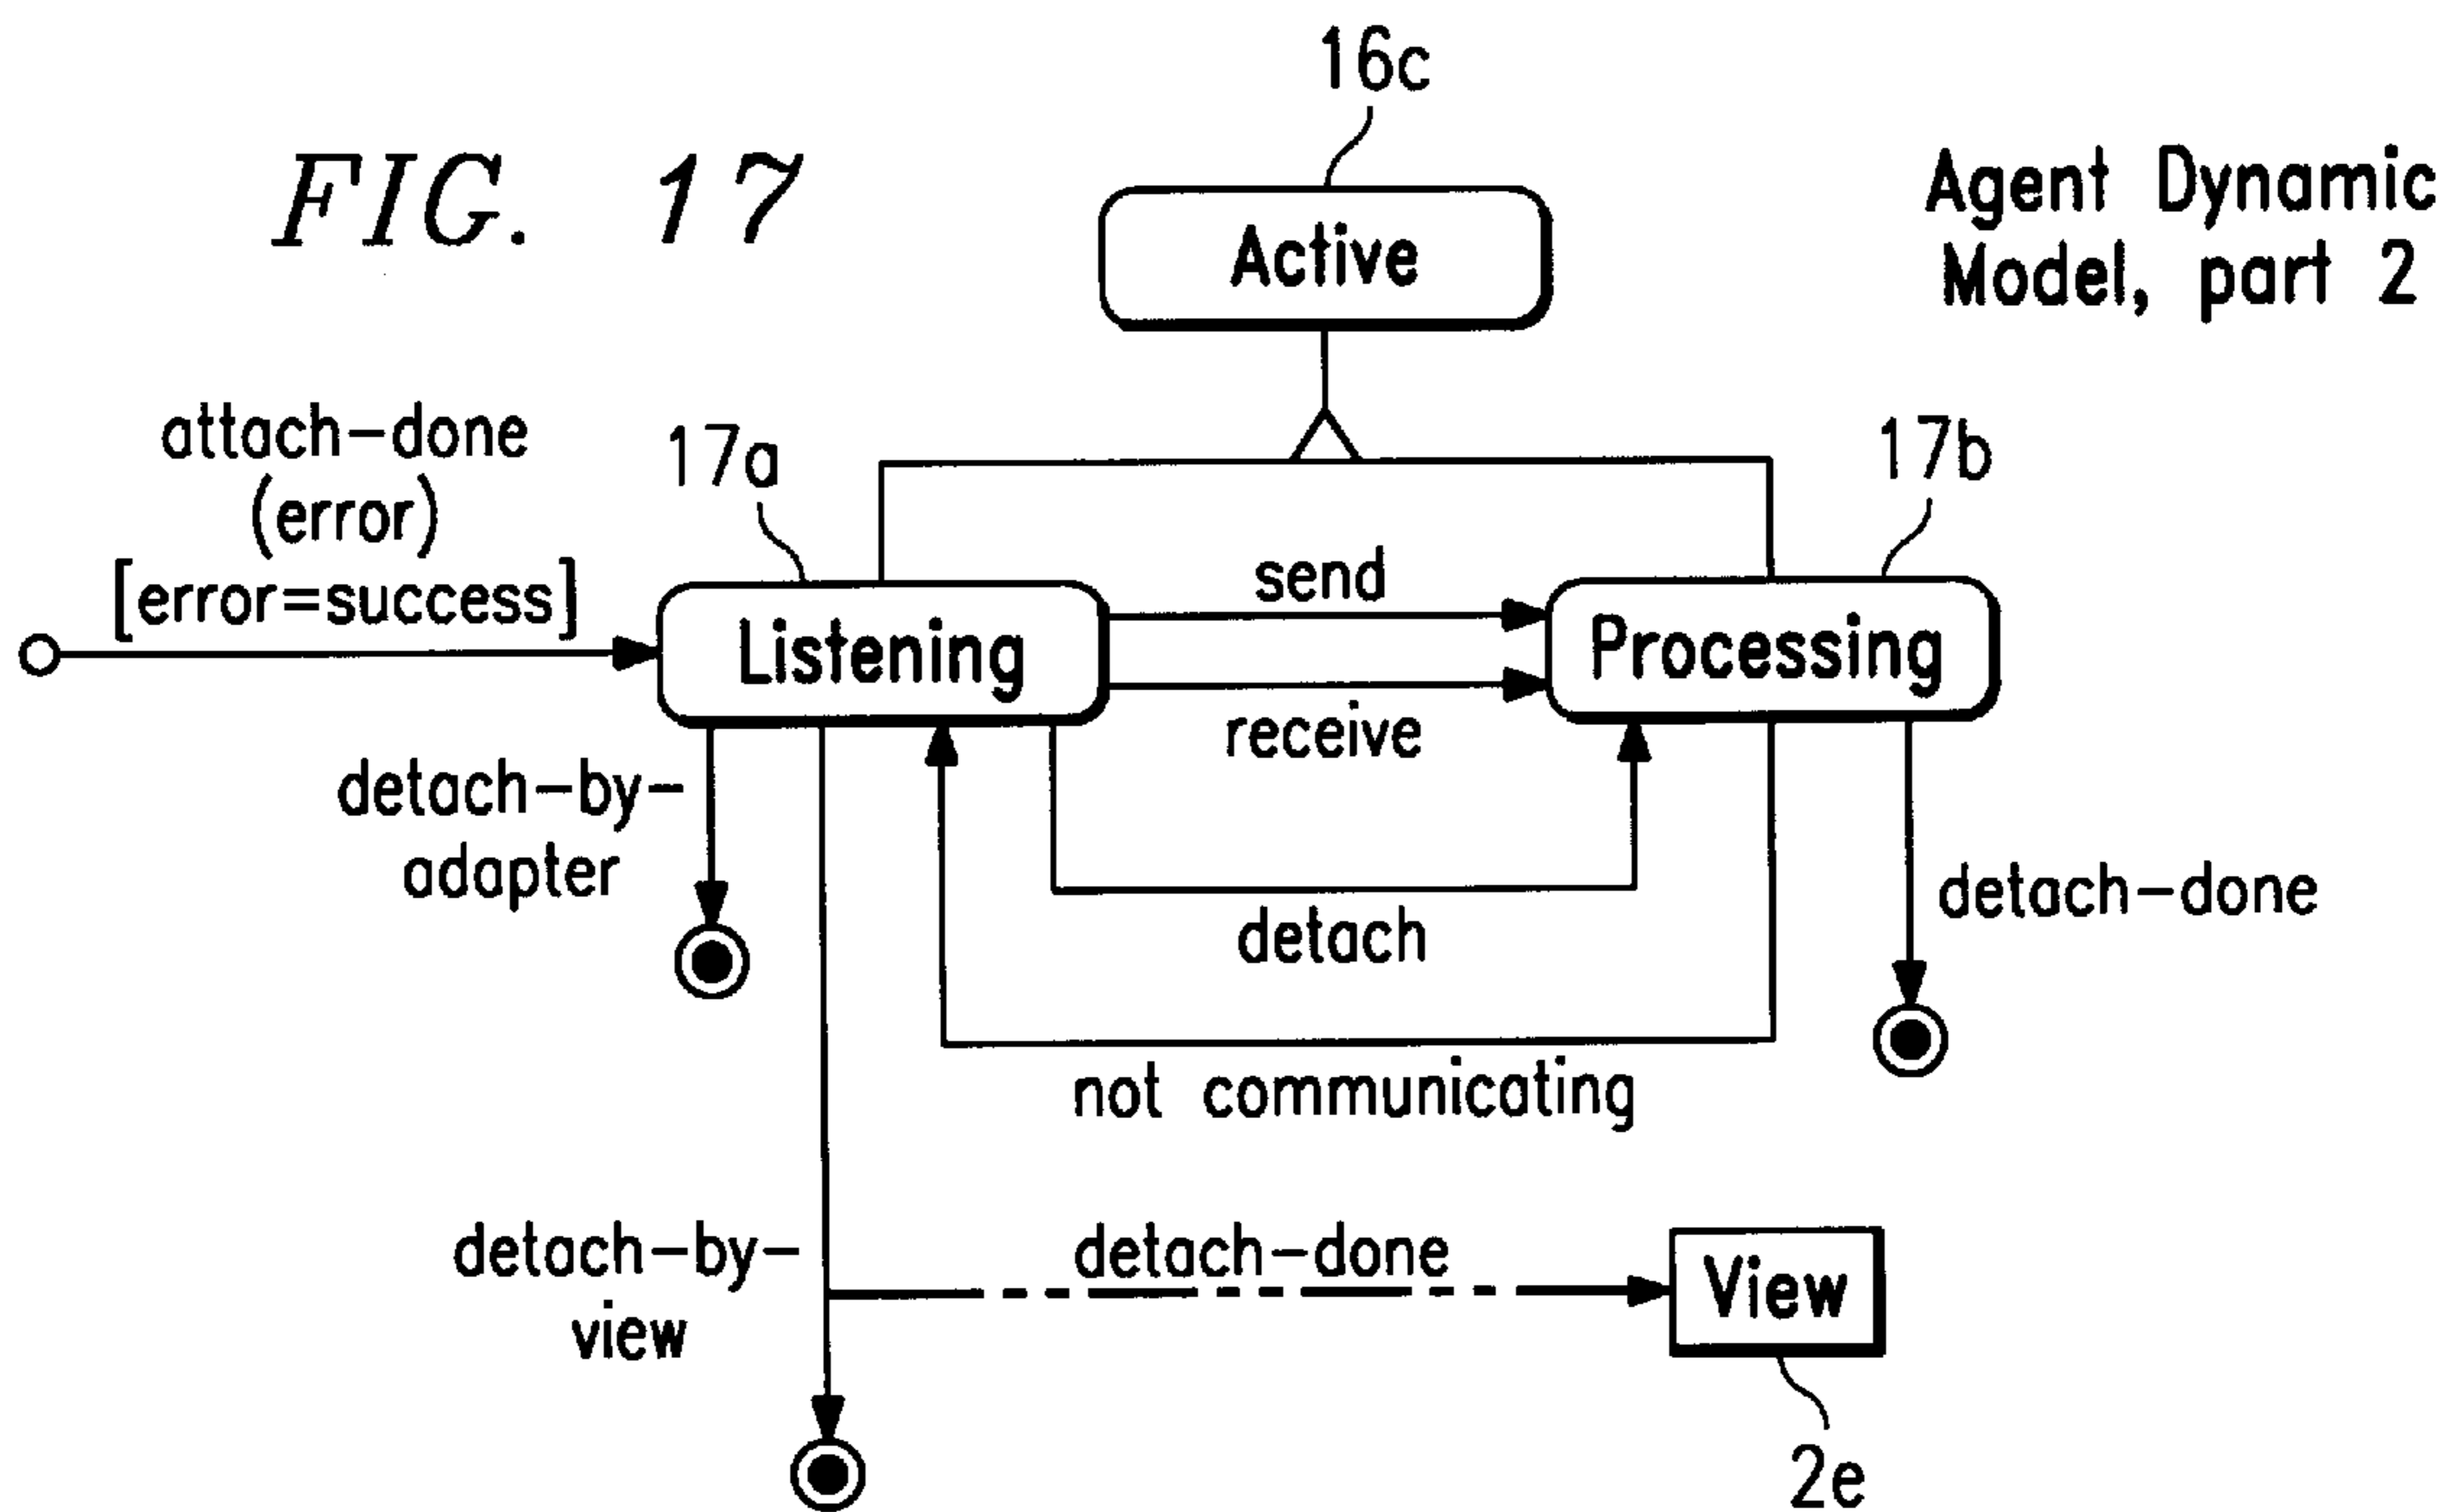 16c
FIG. 17
Agent Dynamic
Model, part 2
Active
attach-done
(error)
[error=success]
17a
17b
send
Listening
Processing
receive
detach-by-
adapter
detach
detach-done
not communicating
detach-by-
view
detach-done
View
2e